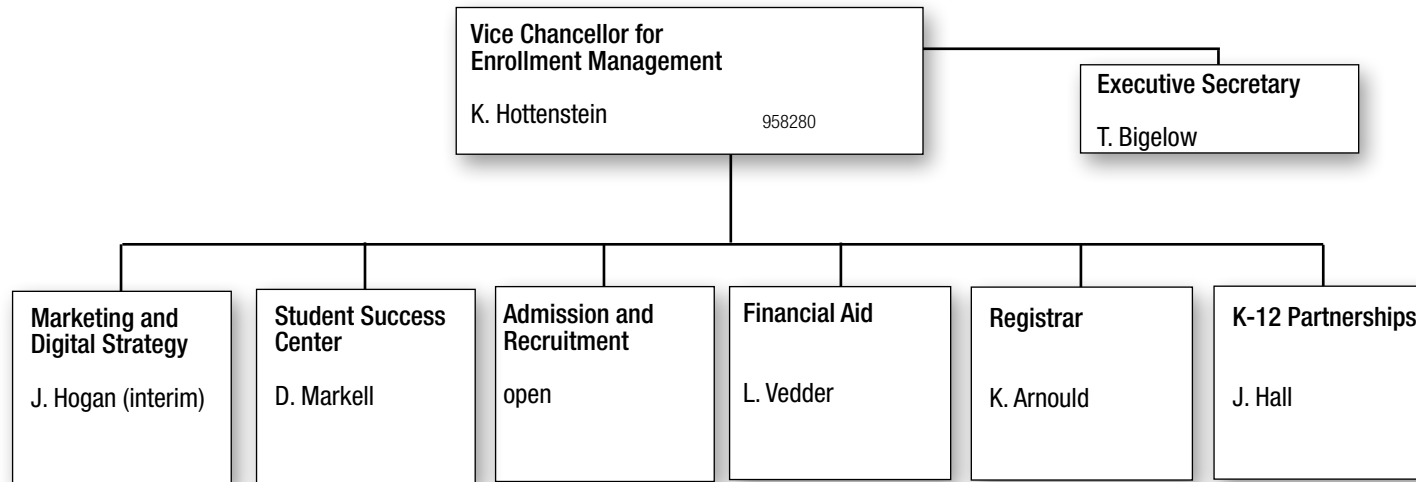 Vice Chancellor for
Enrollment Management
K. Hottenstein
958280
Executive Secretary
T. Bigelow
Marketing and
Digital Strategy
J. Hogan (interim)
Student Success
Center
D. Markell
Admission and
Recruitment
open
Financial Aid
L. Vedder
Registrar
K. Arnould
K-12 Partnerships
J. Hall